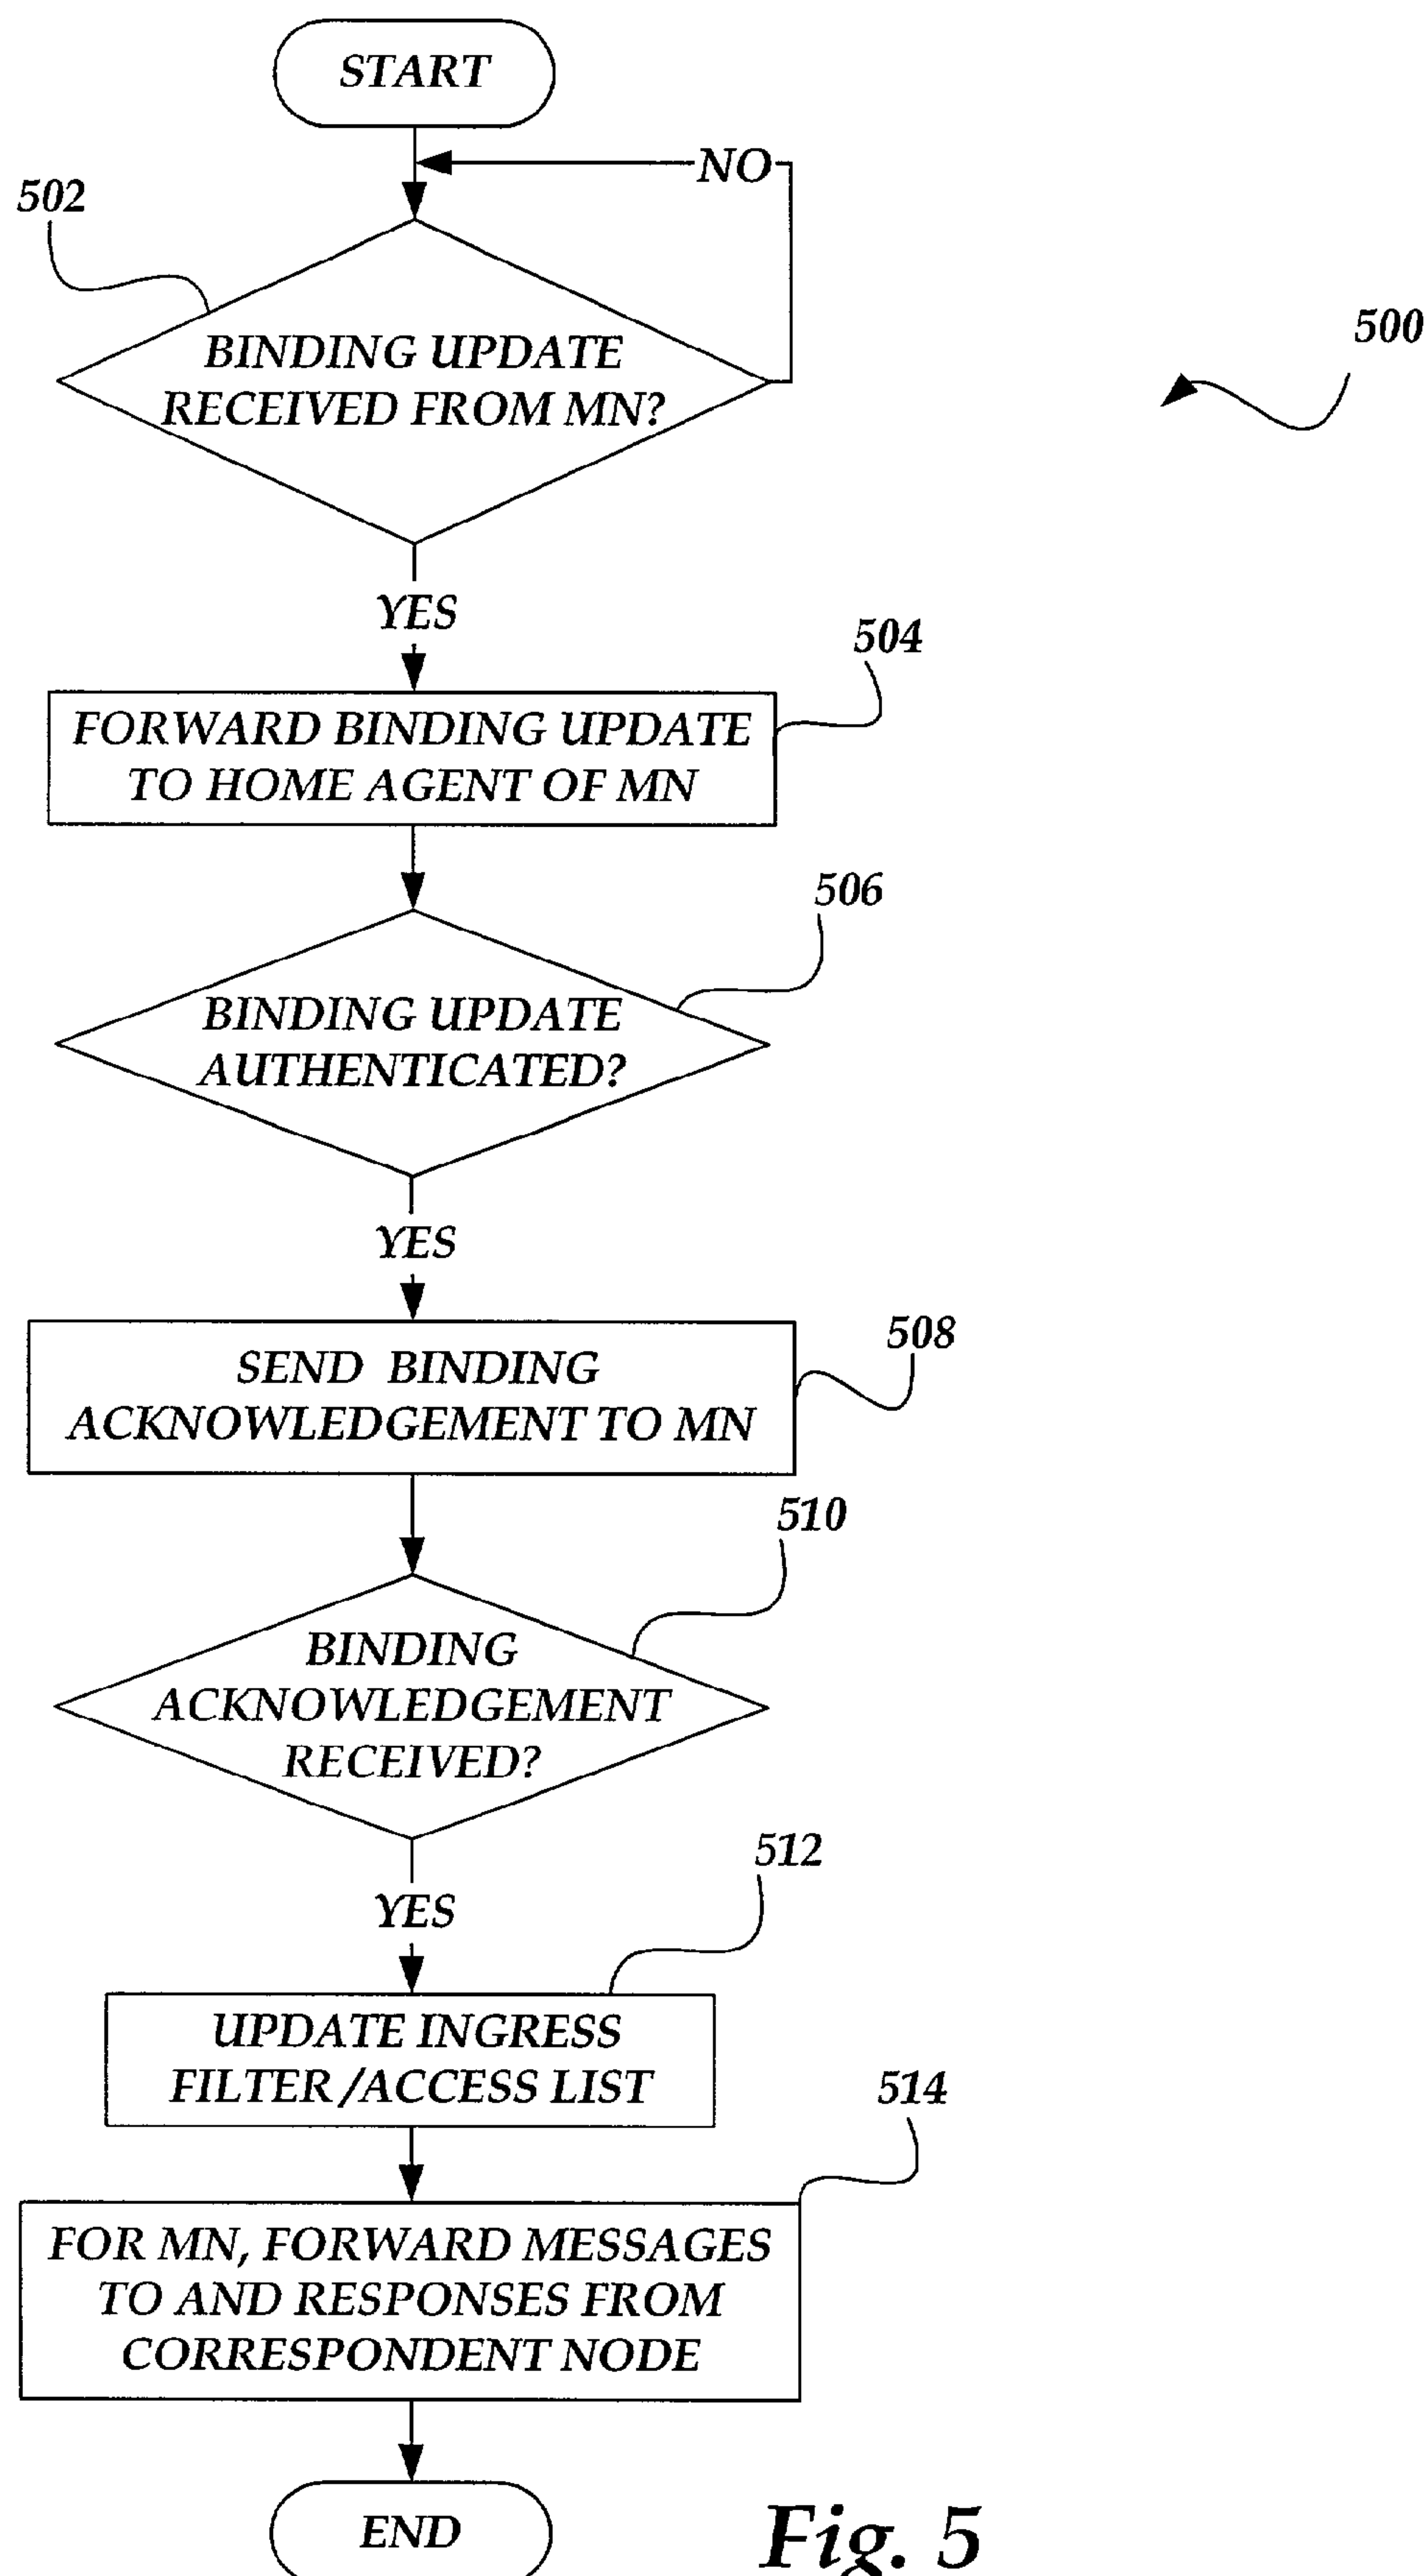 START
NO
502
BINDING UPDATE
RECEIVED FROM MN?
500
YES
504
FORWARD BINDING UPDATE
TO HOME AGENT OF MN
506
BINDING UPDATE
AUTHENTICATED?
YES
508
SEND BINDING
ACKNOWLEDGEMENT TO MN
510
BINDING
ACKNOWLEDGEMENT
RECEIVED?
YES
512
UPDATE INGRESS
FILTER/ACCESS LIST
514
FOR MN, FORWARD MESSAGES
TO AND RESPONSES FROM
CORRESPONDENT NODE
END
Fig. 5